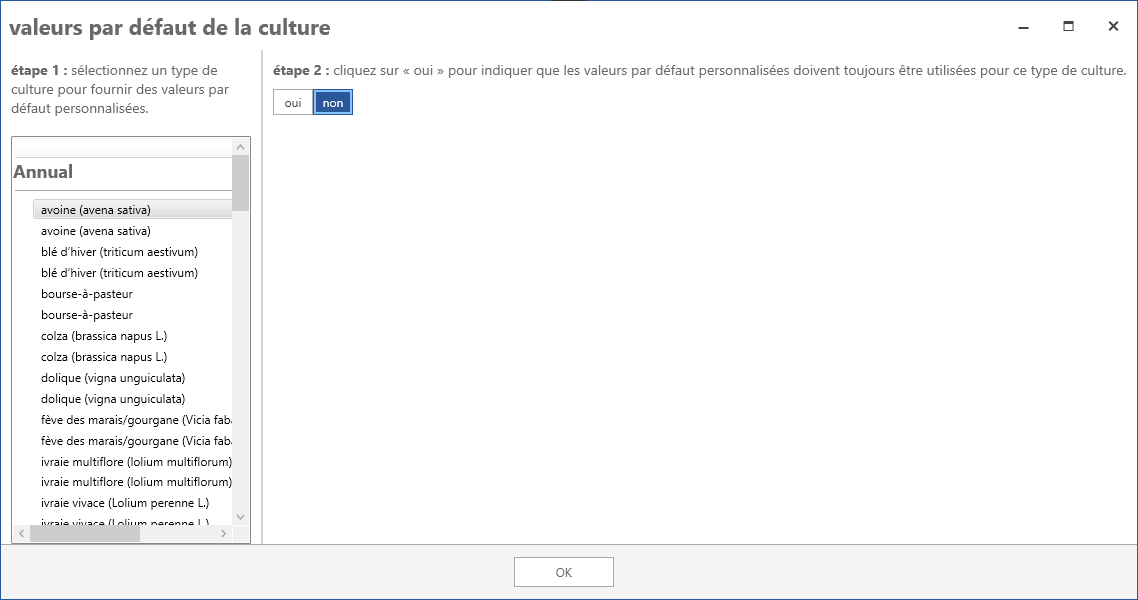 valeurs par défaut de la culture
étape 1 : sélectionnez un type de
culture pour fournir des valeurs par
défaut personnalisées.
étape 2 : cliquez sur « oui » pour indiquer que les valeurs par défaut personnalisées doivent toujours être utilisées pour ce type de culture.
oui
non
Annual
avoine (avena sativa)
avoine (avena sativa)
blé d'hiver (triticum aestivum)
blé d'hiver (triticum aestivum)
bourse-à-pasteur
bourse-à-pasteur
colza (brassica napus L.)
colza (brassica napus L.)
dolique (vigna unguiculata)
dolique (vigna unguiculata)
fève des marais/gourgane (Vicia fab
fève des marais/gourgane (Vicia fab
ivraie multiflore (lolium multiflorum)
ivraie multiflore (lolium multiflorum)
ivraie vivace (Lolium perenne L.)
ivraie vivace (Lolium perenne L.)
OK